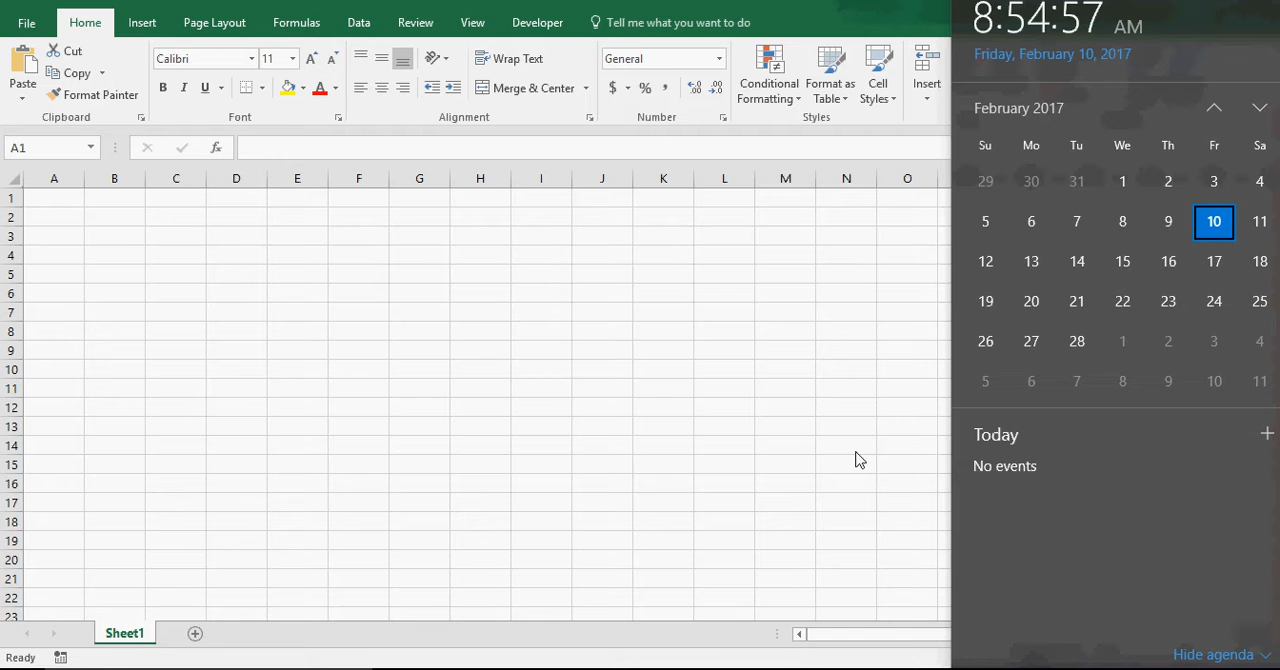 File Home Insert Page Layout Formulas Data Review View Developer Tell me what you want to do
Cut
Copy
Format Painter
Paste
Clipboard
Calibri 11 A A
B I U A
Font
Wrap Text
Merge & Center
Alignment
General
$ % , .0 .00 .00 .0
Number
Conditional Formatting
Format as Table
Cell Styles
Styles
Insert
A1 fx
A B C D E F G H I J K L M N O
1
2
3
4
5
6
7
8
9
10
11
12
13
14
15
16
17
18
19
20
21
22
23
Sheet1
Ready
8:54:57 AM
Friday, February 10, 2017
February 2017
Su Mo Tu We Th Fr Sa
29 30 31 1 2 3 4
5 6 7 8 9 10 11
12 13 14 15 16 17 18
19 20 21 22 23 24 25
26 27 28 1 2 3 4
5 6 7 8 9 10 11
Today
No events
Hide agenda